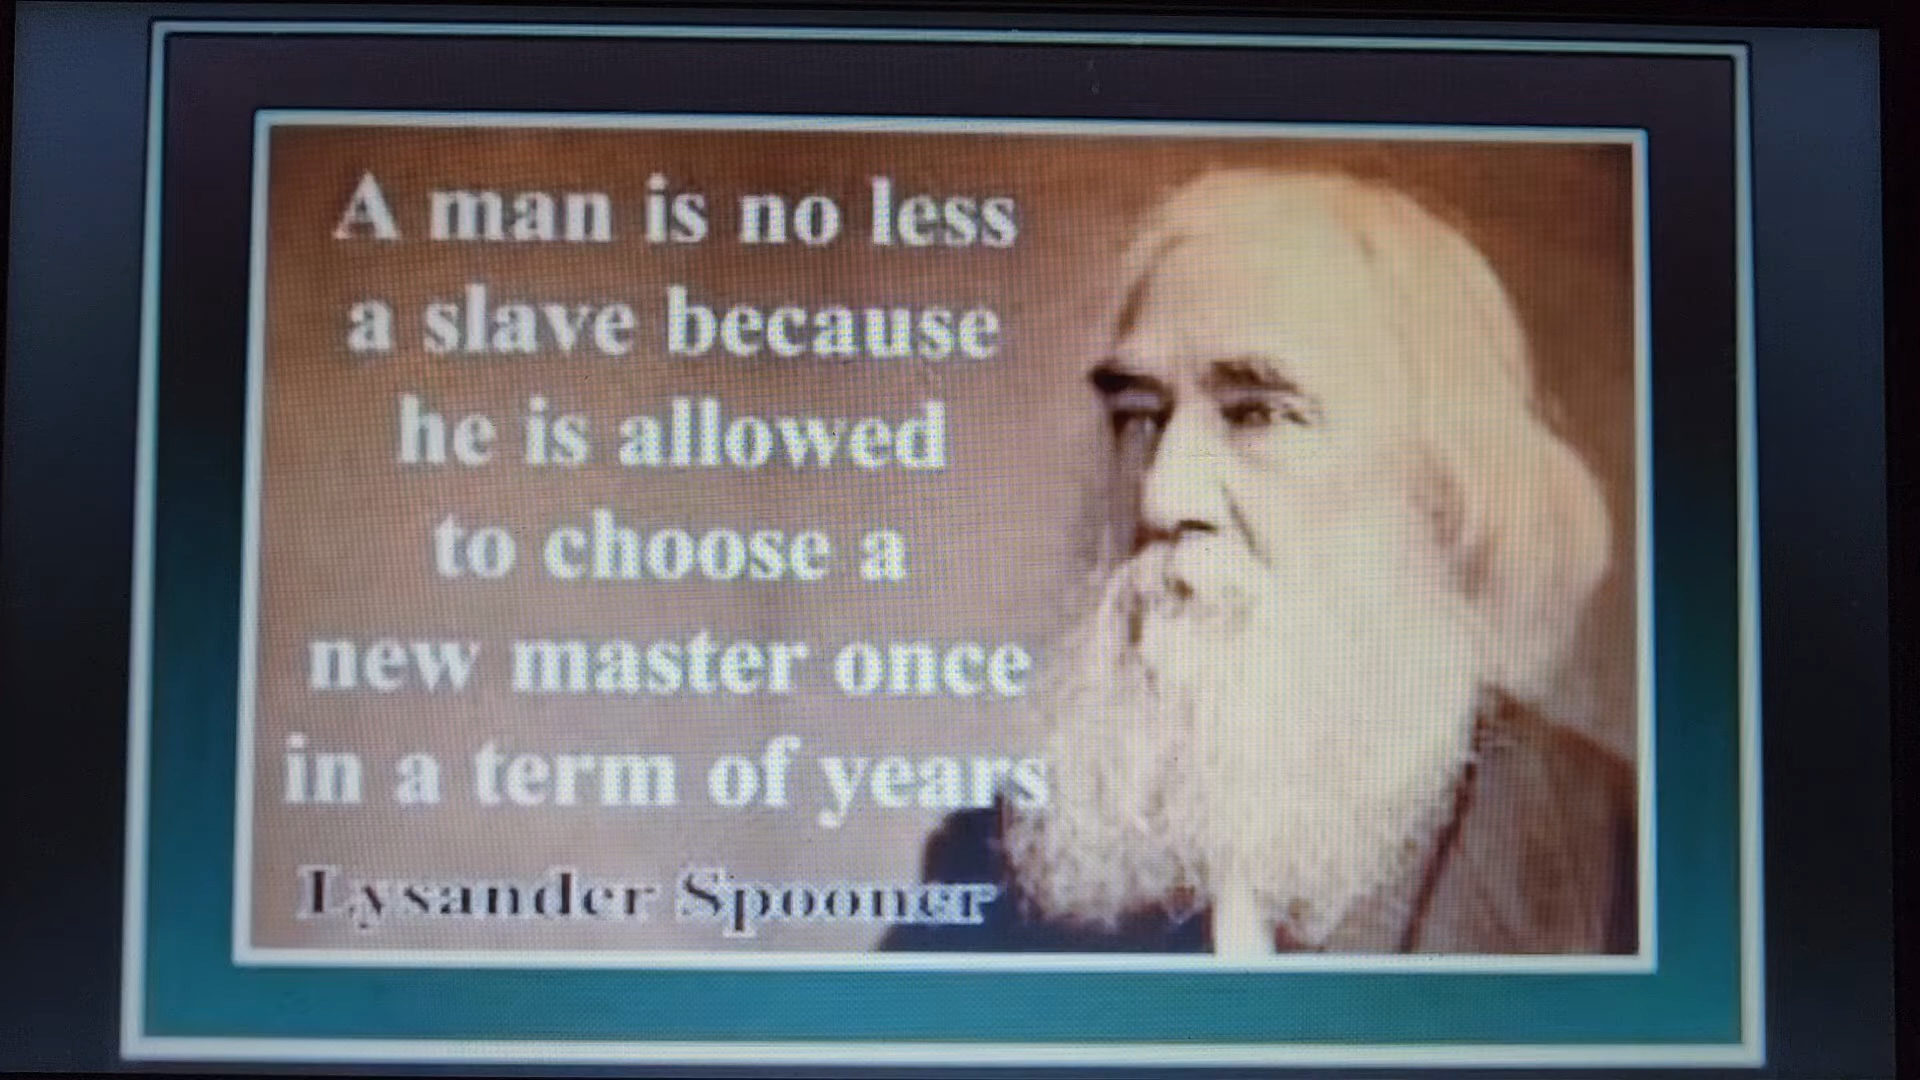 A man is no less
a slave because
he is allowed
to choose a
new master once
in a term of years
Lysander Spooner